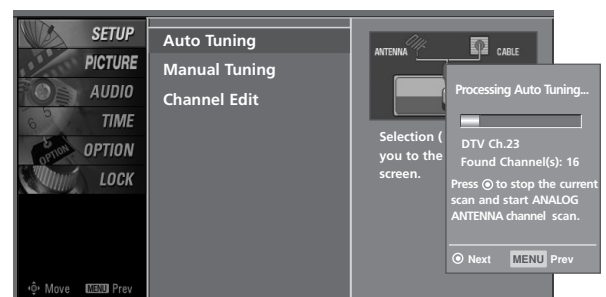 SETUP
PICTURE
AUDIO
TIME
OPTION
LOCK
Move MENU Prev
Auto Tuning
Manual Tuning
Channel Edit
ANTENNA
CABLE
Selection (
you to the
screen.
Processing Auto Tuning...
DTV Ch.23
Found Channel(s): 16
Press ⊙ to stop the current
scan and start ANALOG
ANTENNA channel scan.
⊙ Next MENU Prev